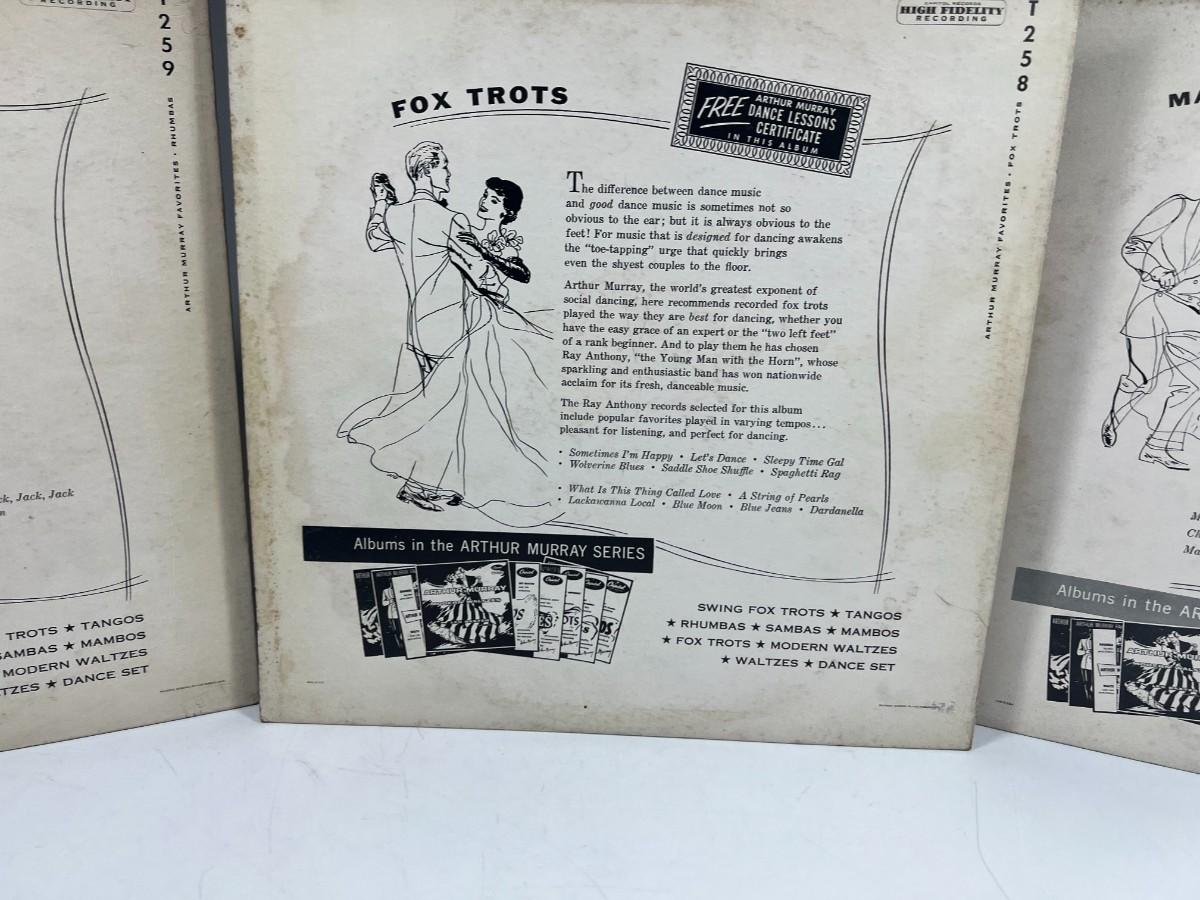 T
259
ARTHUR MURRAY FAVORITES • RHUMBAS
ck, Jack, Jack
TROTS ★ TANGOS
SAMBAS ★ MAMBOS
MODERN WALTZES
TZES ★ DANCE SET
CAPITOL RECORDS
HIGH FIDELITY
RECORDING
T
258
ARTHUR MURRAY FAVORITES • FOX TROTS
FOX TROTS
FREE ARTHUR MURRAY
DANCE LESSONS
CERTIFICATE
IN THIS ALBUM
The difference between dance music
and good dance music is sometimes not so
obvious to the ear; but it is always obvious to the
feet! For music that is designed for dancing awakens
the “toe-tapping” urge that quickly brings
even the shyest couples to the floor.
Arthur Murray, the world's greatest exponent of
social dancing, here recommends recorded fox trots
played the way they are best for dancing, whether you
have the easy grace of an expert or the “two left feet”
of a rank beginner. And to play them he has chosen
Ray Anthony, “the Young Man with the Horn”, whose
sparkling and enthusiastic band has won nationwide
acclaim for its fresh, danceable music.
The Ray Anthony records selected for this album
include popular favorites played in varying tempos...
pleasant for listening, and perfect for dancing.
• Sometimes I'm Happy • Let's Dance • Sleepy Time Gal
• Wolverine Blues • Saddle Shoe Shuffle • Spaghetti Rag
• What Is This Thing Called Love • A String of Pearls
• Lackawanna Local • Blue Moon • Blue Jeans • Dardanella
Albums in the ARTHUR MURRAY SERIES
ARTHUR MURRAY
SWING FOX TROTS ★ TANGOS
★ RHUMBAS ★ SAMBAS ★ MAMBOS
★ FOX TROTS ★ MODERN WALTZES
★ WALTZES ★ DANCE SET
MA
M
Ch
Ma
Albums in the AR